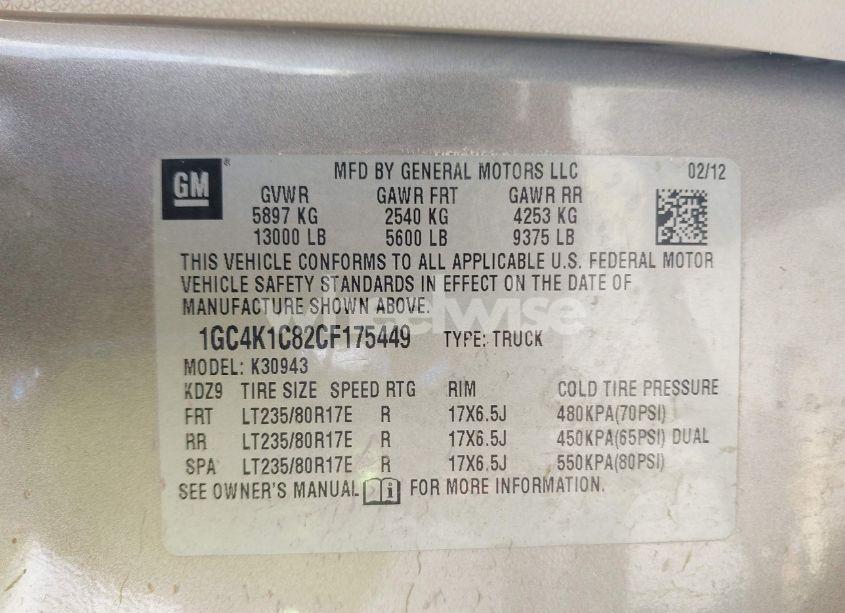 GM
®
MFD BY GENERAL MOTORS LLC 02/12
GVWR GAWR FRT GAWR RR
5897 KG 2540 KG 4253 KG
13000 LB 5600 LB 9375 LB
THIS VEHICLE CONFORMS TO ALL APPLICABLE U.S. FEDERAL MOTOR
VEHICLE SAFETY STANDARDS IN EFFECT ON THE DATE OF
MANUFACTURE SHOWN ABOVE.
wheelwise
1GC4K1C82CF175449 TYPE: TRUCK
MODEL: K30943
KDZ9 TIRE SIZE SPEED RTG RIM COLD TIRE PRESSURE
FRT LT235/80R17E R 17X6.5J 480KPA(70PSI)
RR LT235/80R17E R 17X6.5J 450KPA(65PSI) DUAL
SPA LT235/80R17E R 17X6.5J 550KPA(80PSI)
SEE OWNER'S MANUAL FOR MORE INFORMATION.